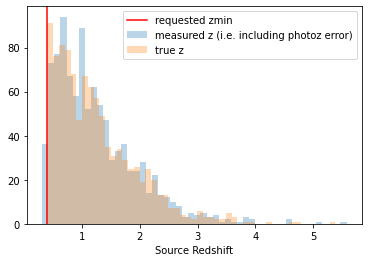 requested zmin
measured z (i.e. including photoz error)
true z
80
60
40
20
0
1 2 3 4 5
Source Redshift